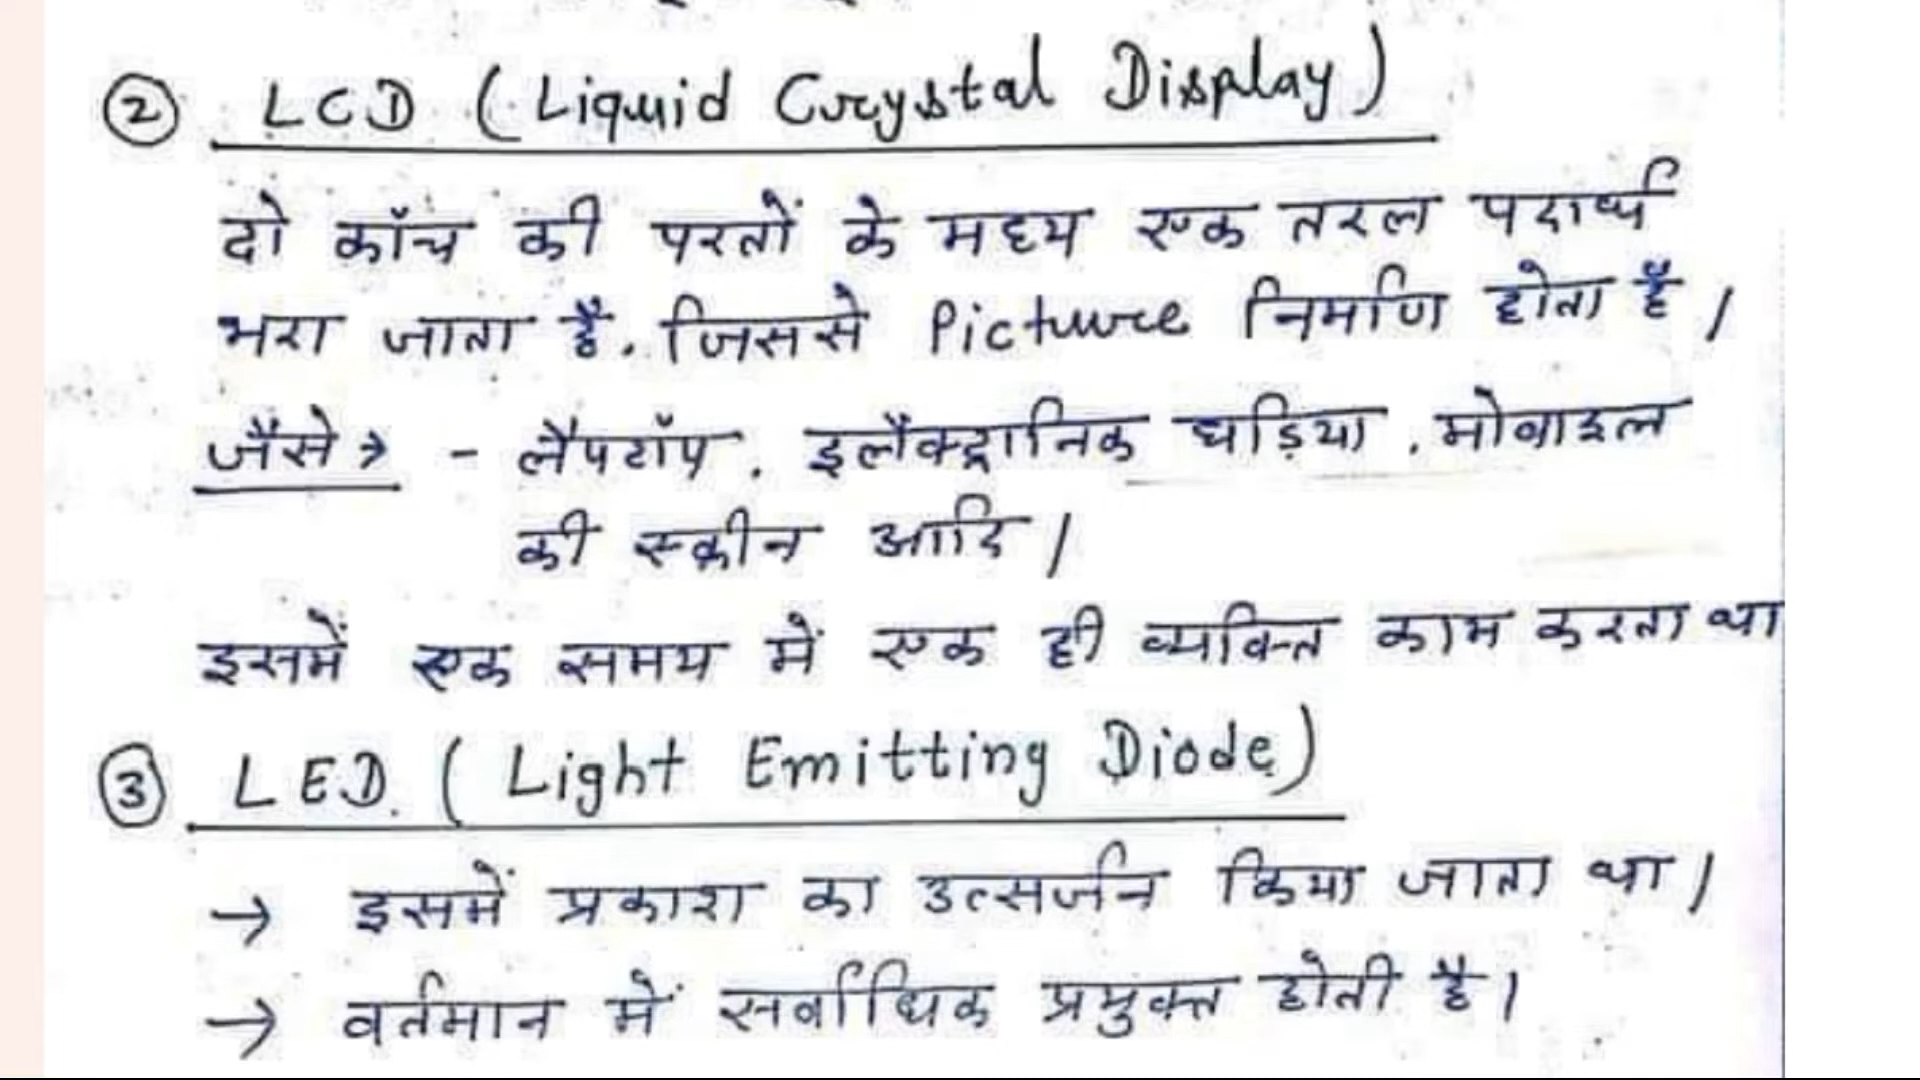 ② LCD (Liquid Crystal Display)
दो काँच की परतों के मध्य एक तरल पदार्थ
भरा जाता है. जिससे Picture निर्माण होता है।
जैसे → - लैपटॉप. इलैक्ट्रानिक घड़िया. मोबाइल
की स्क्रीन आदि।
इसमें एक समय में एक ही व्यक्ति काम करता था
③ LED. (Light Emitting Diode)
→ इसमें प्रकाश का उत्सर्जन किया जाता था।
→ वर्तमान में सर्वाधिक प्रयुक्त होती है।